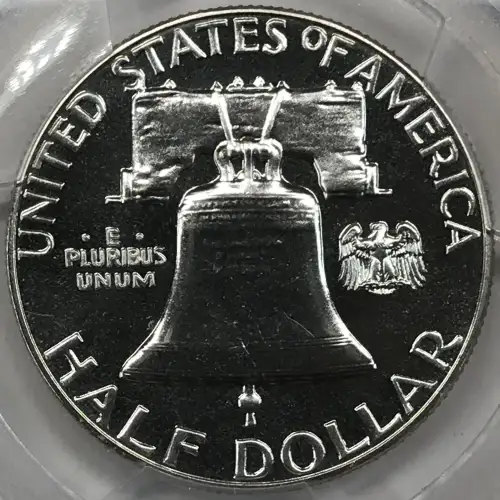 UNITED STATES OF AMERICA
· E ·
PLURIBUS
UNUM
HALF DOLLAR